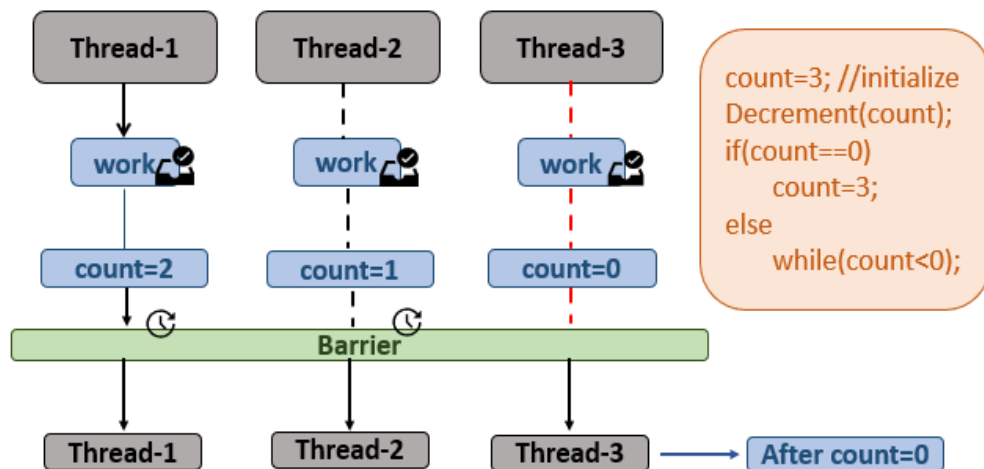 Thread-1
Thread-2
Thread-3
work
work
work
count=2
count=1
count=0
Barrier
Thread-1
Thread-2
Thread-3
After count=0
count=3; //initialize
Decrement(count);
if(count==0)
count=3;
else
while(count<0);